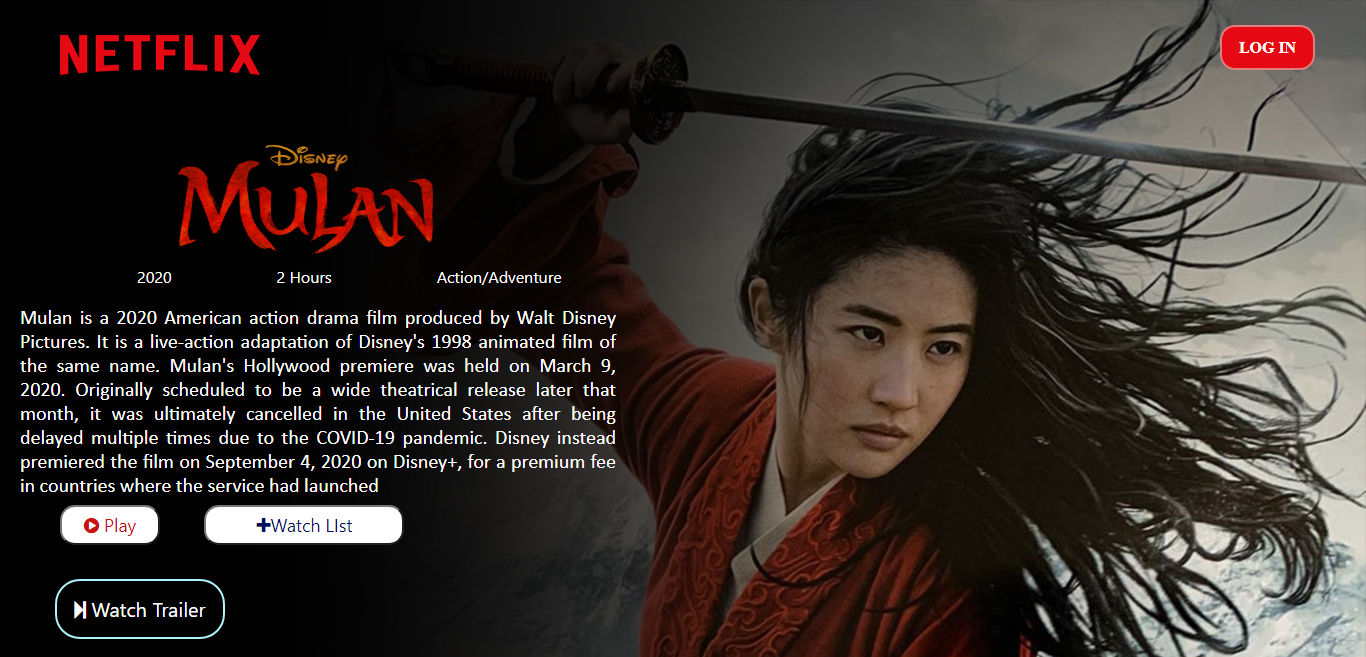 NETFLIX
LOG IN
Disney
MULAN
2020 2 Hours Action/Adventure
Mulan is a 2020 American action drama film produced by Walt Disney
Pictures. It is a live-action adaptation of Disney's 1998 animated film of
the same name. Mulan's Hollywood premiere was held on March 9,
2020. Originally scheduled to be a wide theatrical release later that
month, it was ultimately cancelled in the United States after being
delayed multiple times due to the COVID-19 pandemic. Disney instead
premiered the film on September 4, 2020 on Disney+, for a premium fee
in countries where the service had launched
Play
Watch LIst
Watch Trailer